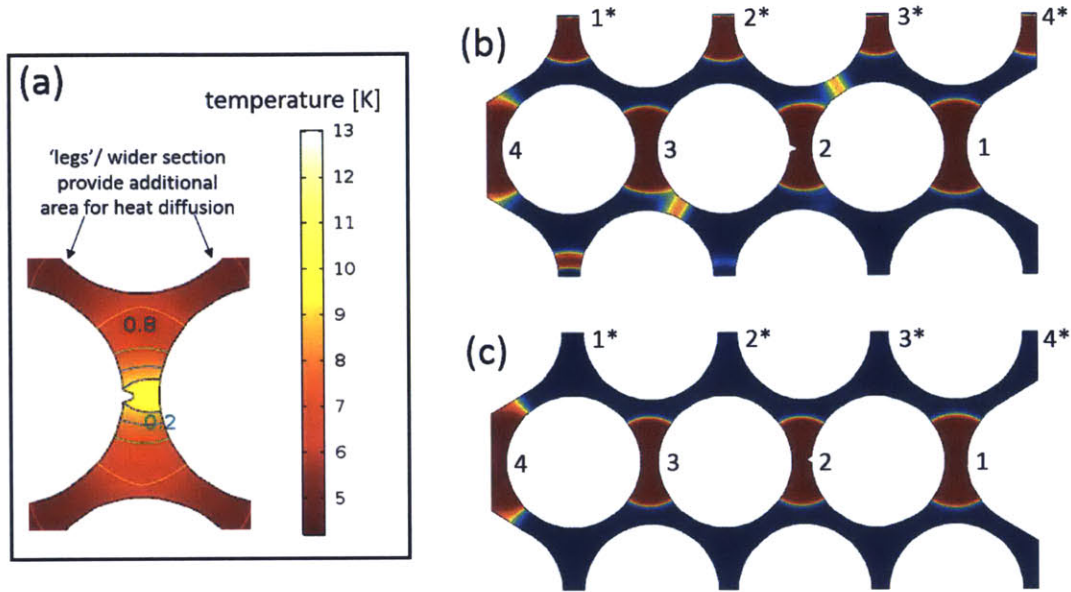 (a)
temperature [K]
'legs'/ wider section
provide additional
area for heat diffusion
13
12
11
10
9
8
7
6
5
0.8
0.2
(b)
1* 2* 3* 4*
4 3 2 1
(c)
1* 2* 3* 4*
4 3 2 1